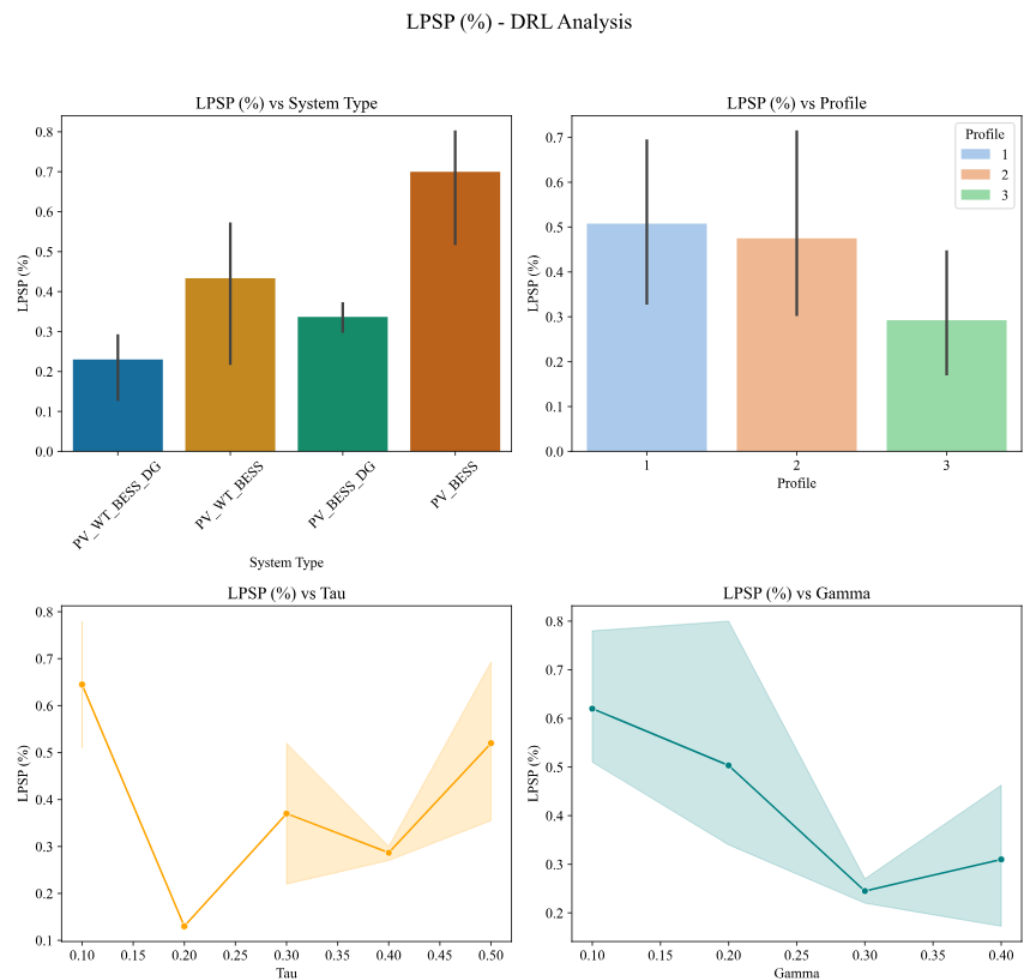 LPSP (%) - DRL Analysis
LPSP (%) vs System Type
LPSP (%)
0.8
0.7
0.6
0.5
0.4
0.3
0.2
0.1
0.0
PV_WT_BESS_DG
PV_WT_BESS
PV_BESS_DG
PV_BESS
System Type
LPSP (%) vs Profile
LPSP (%)
0.7
0.6
0.5
0.4
0.3
0.2
0.1
0.0
1 2 3
Profile
Profile
1
2
3
LPSP (%) vs Tau
LPSP (%)
0.8
0.7
0.6
0.5
0.4
0.3
0.2
0.1
0.10 0.15 0.20 0.25 0.30 0.35 0.40 0.45 0.50
Tau
LPSP (%) vs Gamma
LPSP (%)
0.8
0.7
0.6
0.5
0.4
0.3
0.2
0.10 0.15 0.20 0.25 0.30 0.35 0.40
Gamma